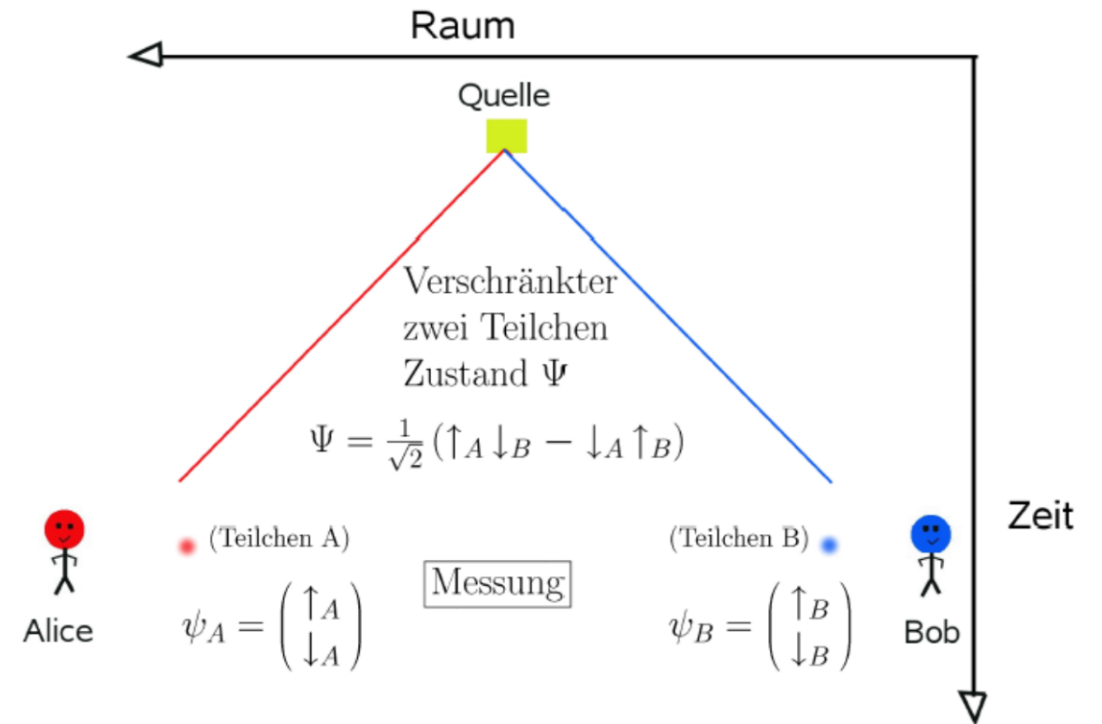 Raum
Quelle
Verschränkter
zwei Teilchen
Zustand Ψ
Ψ = 1/√2 (↑A ↓B − ↓A ↑B)
Zeit
(Teilchen A)
(Teilchen B)
Messung
ψA = (↑A ↓A)
ψB = (↑B ↓B)
Alice
Bob